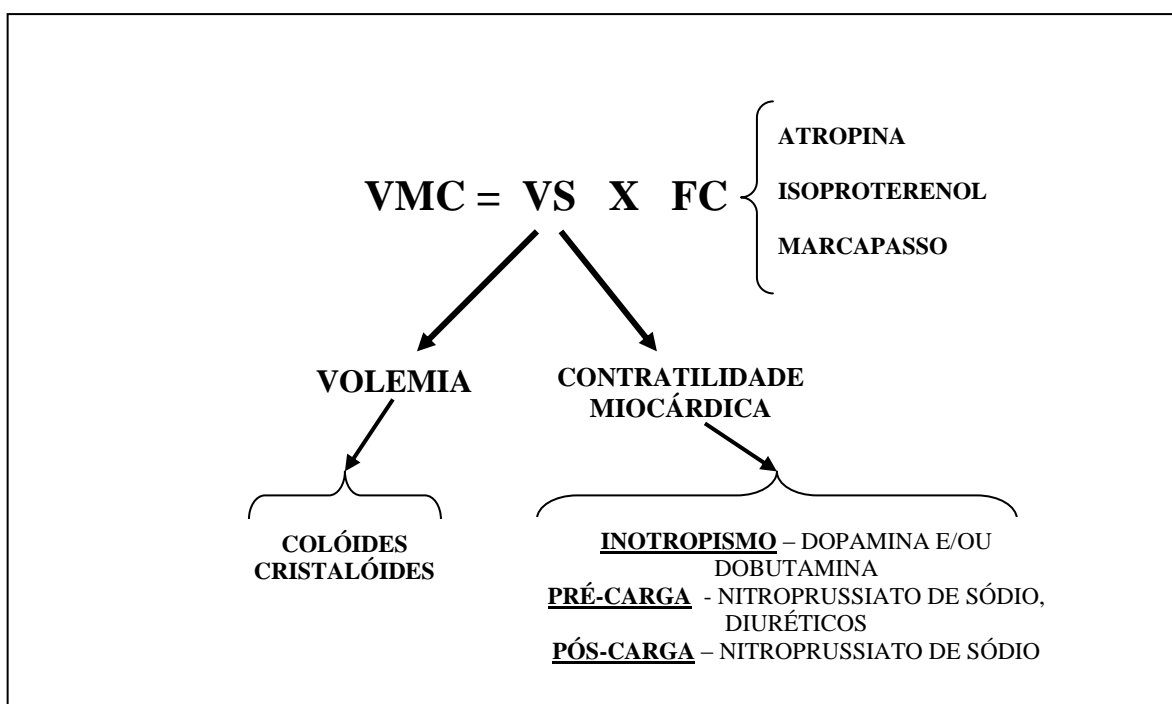 VMC = VS X FC
ATROPINA
ISOPROTERENOL
MARCAPASSO
VOLEMIA
CONTRATILIDADE
MIOCÁRDICA
COLÓIDES
CRISTALÓIDES
INOTROPISMO – DOPAMINA E/OU
DOBUTAMINA
PRÉ-CARGA - NITROPRUSSIATO DE SÓDIO,
DIURÉTICOS
PÓS-CARGA – NITROPRUSSIATO DE SÓDIO